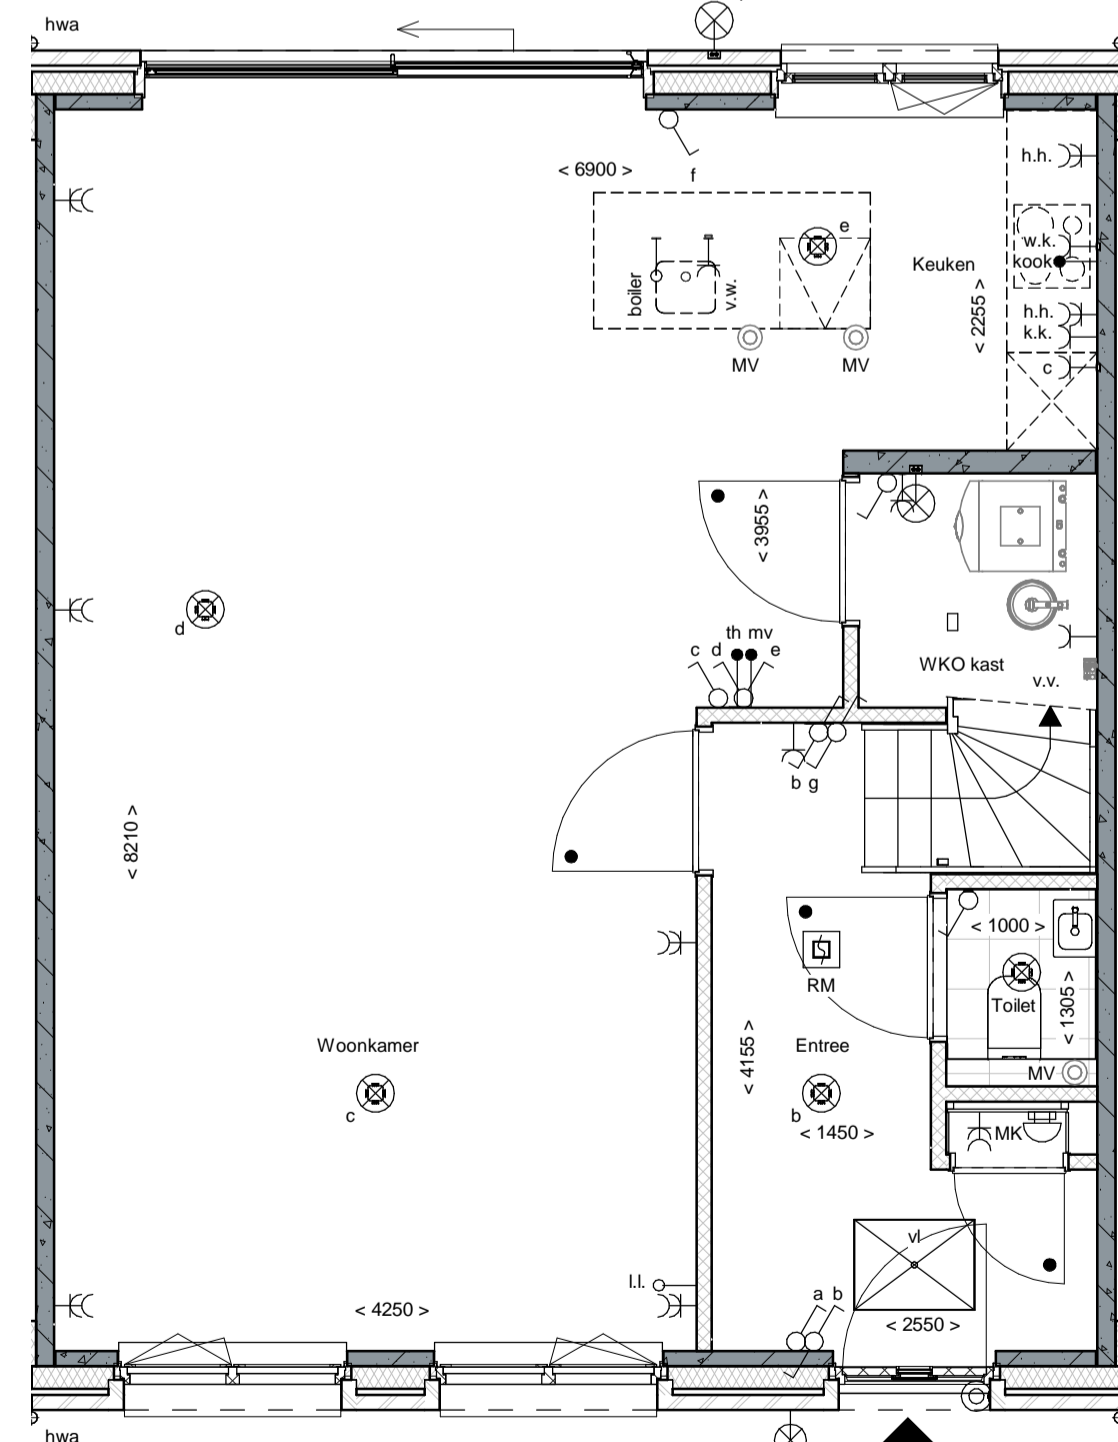 hwa
< 6900 >
f
h.h.
e
w.k.
kook
Keuken
boiler
v.w.
< 2255 >
h.h.
k.k.
MV
MV
c
< 3955 >
d
th mv
c d e
WKO kast
v.v.
b g
< 8210 >
< 1000 >
RM
Toilet
< 1305 >
Woonkamer
Entree
< 4155 >
MV
c
b
< 1450 >
MK
vl
l.l.
a b
< 4250 >
< 2550 >
hwa